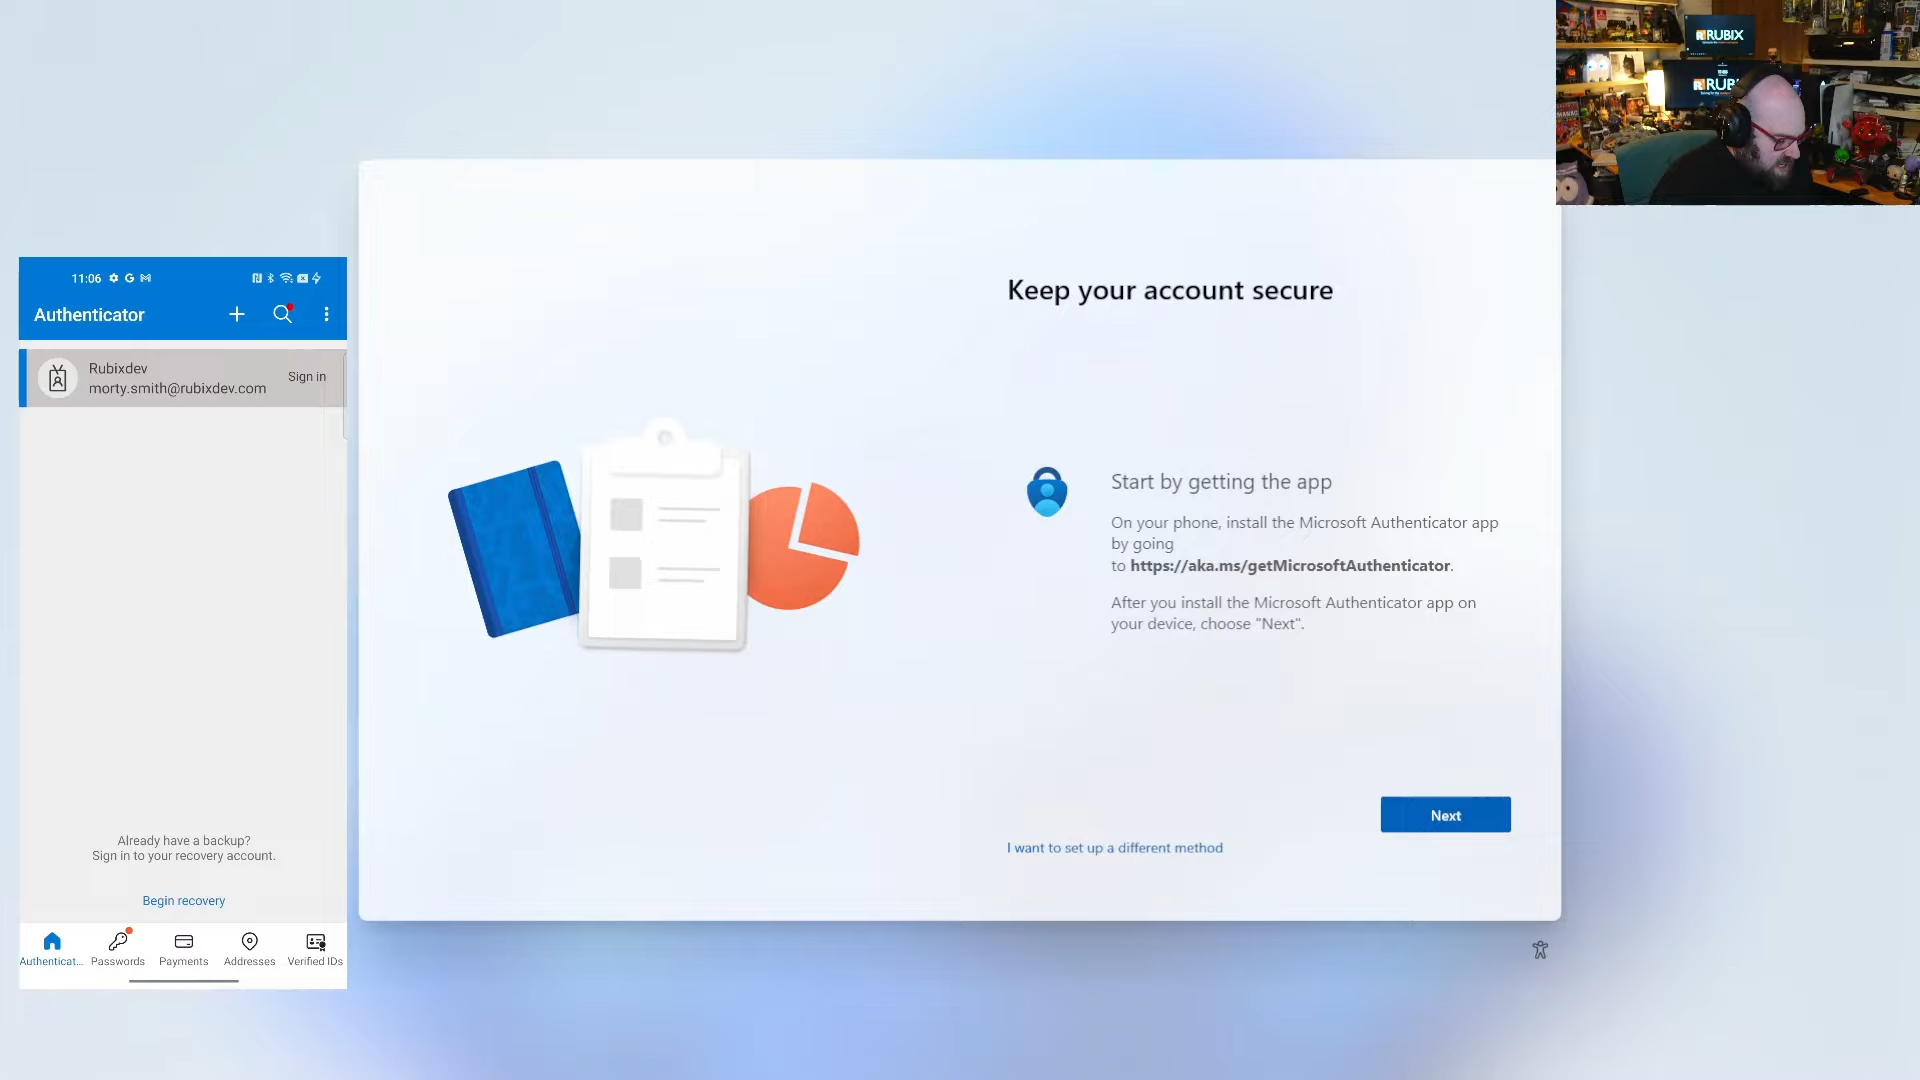 RUBIX
RUB
11:06
Authenticator
Rubixdev
morty.smith@rubixdev.com
Sign in
Already have a backup?
Sign in to your recovery account.
Begin recovery
Authenticat...
Passwords
Payments
Addresses
Verified IDs
Keep your account secure
Start by getting the app
On your phone, install the Microsoft Authenticator app
by going
to https://aka.ms/getMicrosoftAuthenticator.
After you install the Microsoft Authenticator app on
your device, choose "Next".
Next
I want to set up a different method